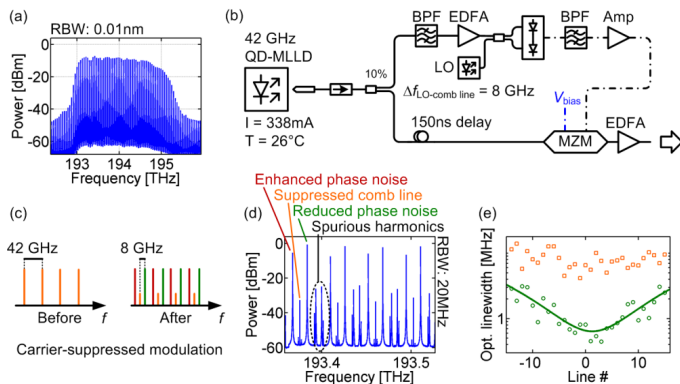 (a)
RBW: 0.01nm
0
-20
-40
-60
Power [dBm]
193 194 195
Frequency [THz]
(b)
42 GHz
QD-MLLD
I = 338mA
T = 26°C
10%
BPF EDFA
LO
Δf_LO-comb line = 8 GHz
BPF Amp
150ns delay
V_bias
MZM
EDFA
(c)
42 GHz
8 GHz
Before f
After f
Carrier-suppressed modulation
Enhanced phase noise
Suppressed comb line
Reduced phase noise
Spurious harmonics
(d)
RBW: 20MHz
0
-20
-40
-60
Power [dBm]
193.4 193.5
Frequency [THz]
(e)
Opt. linewidth [MHz]
1
-10 0 10
Line #